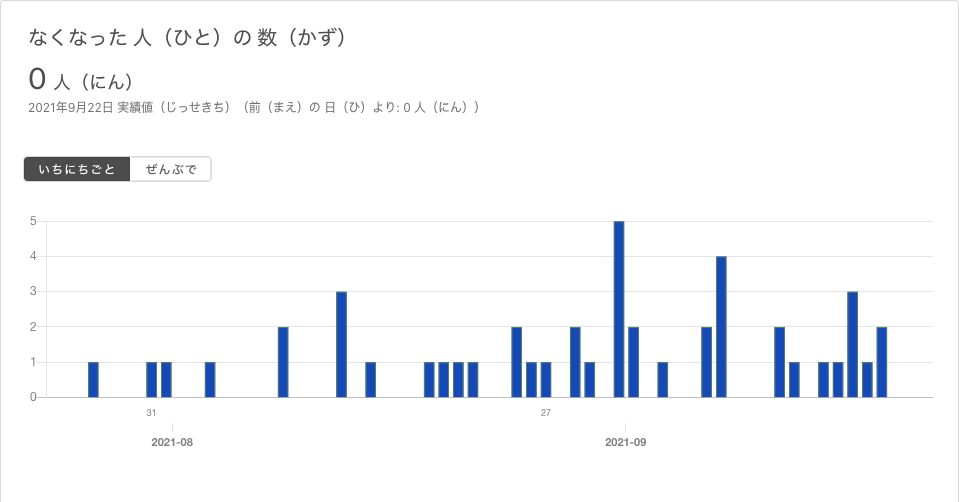 なくなった 人（ひと）の 数（かず）
0 人（にん）
2021年9月22日 実績値（じっせきち）（前（まえ）の 日（ひ）より: 0 人（にん））
いちにちごと ぜんぶで
5
4
3
2
1
0
31 27
2021-08 2021-09